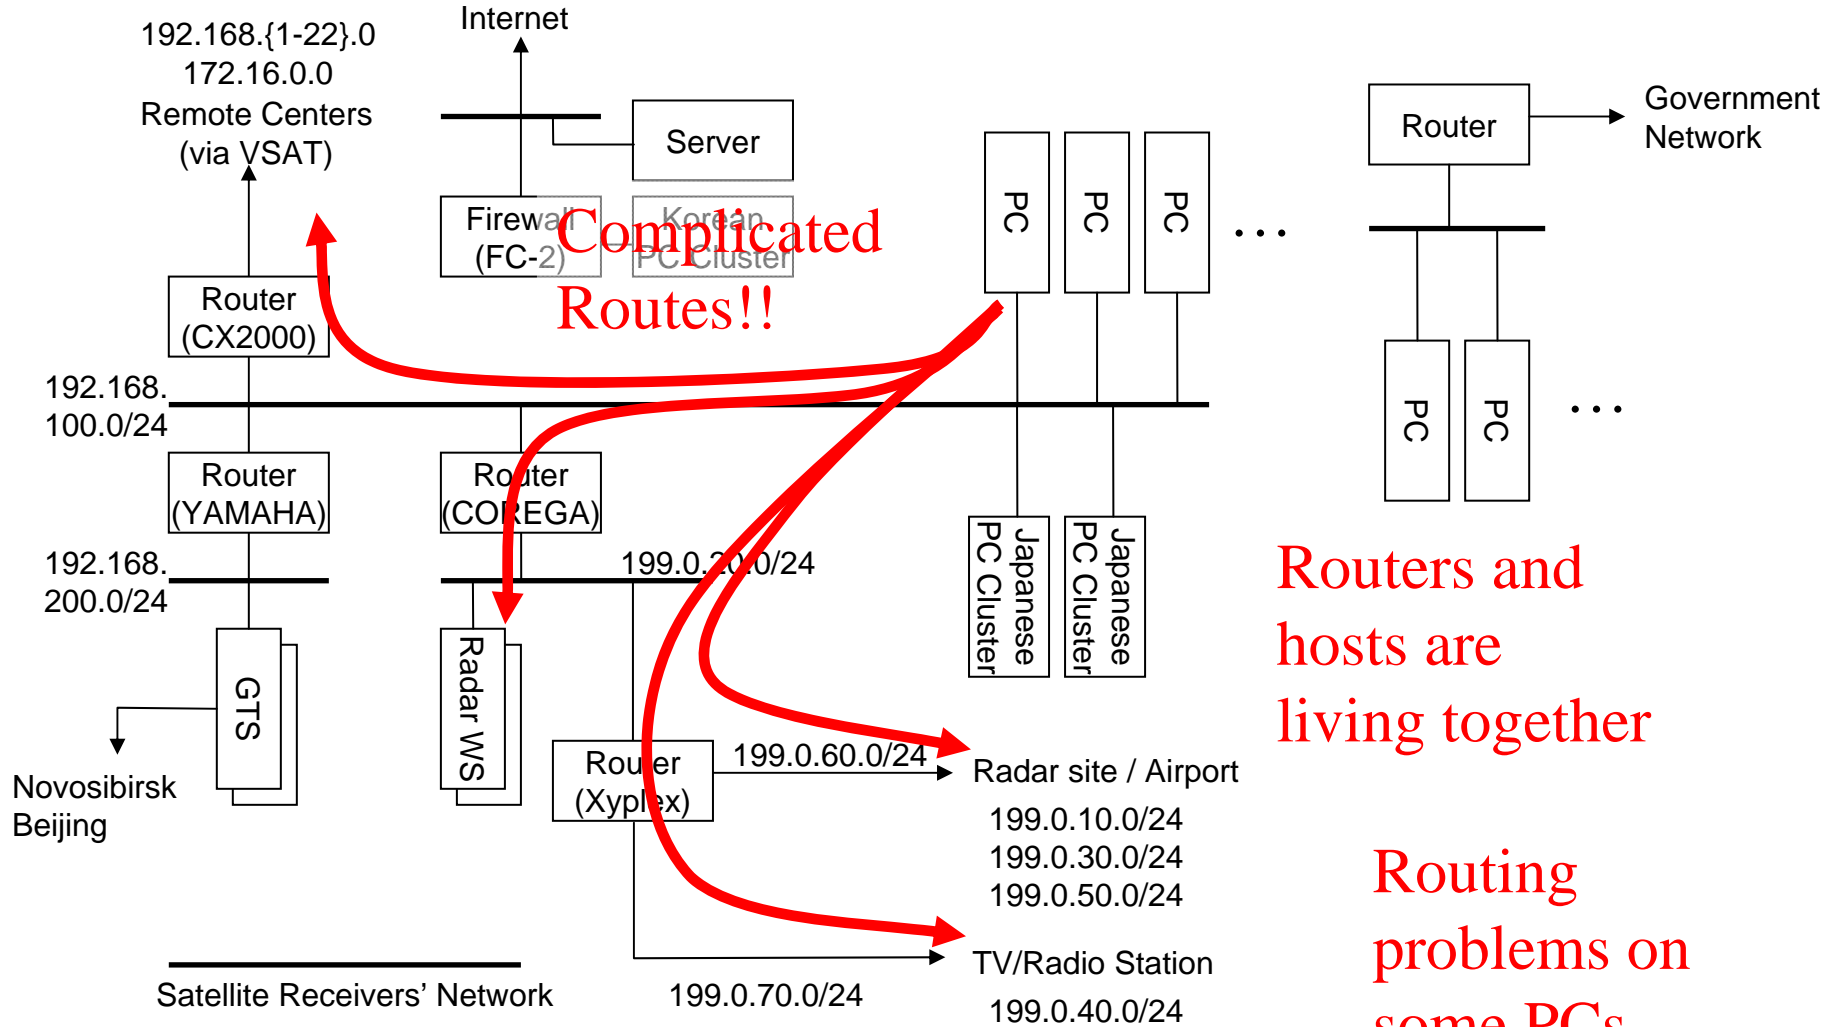 Internet
192.168.{1-22}.0
172.16.0.0
Remote Centers
(via VSAT)
Server
Router
Government
Network
Firewall
(FC-2)
Korean
PC Cluster
Complicated
Routes!!
PC
PC
PC
…
Router
(CX2000)
192.168.
100.0/24
PC
PC
…
Router
(YAMAHA)
Router
(COREGA)
192.168.
200.0/24
199.0.20.0/24
Japanese
PC Cluster
Japanese
PC Cluster
Routers and
hosts are
living together
GTS
Radar WS
Novosibirsk
Beijing
Router
(Xyplex)
199.0.60.0/24
Radar site / Airport
199.0.10.0/24
199.0.30.0/24
199.0.50.0/24
Routing
problems on
some PCs
TV/Radio Station
199.0.40.0/24
199.0.70.0/24
Satellite Receivers’ Network